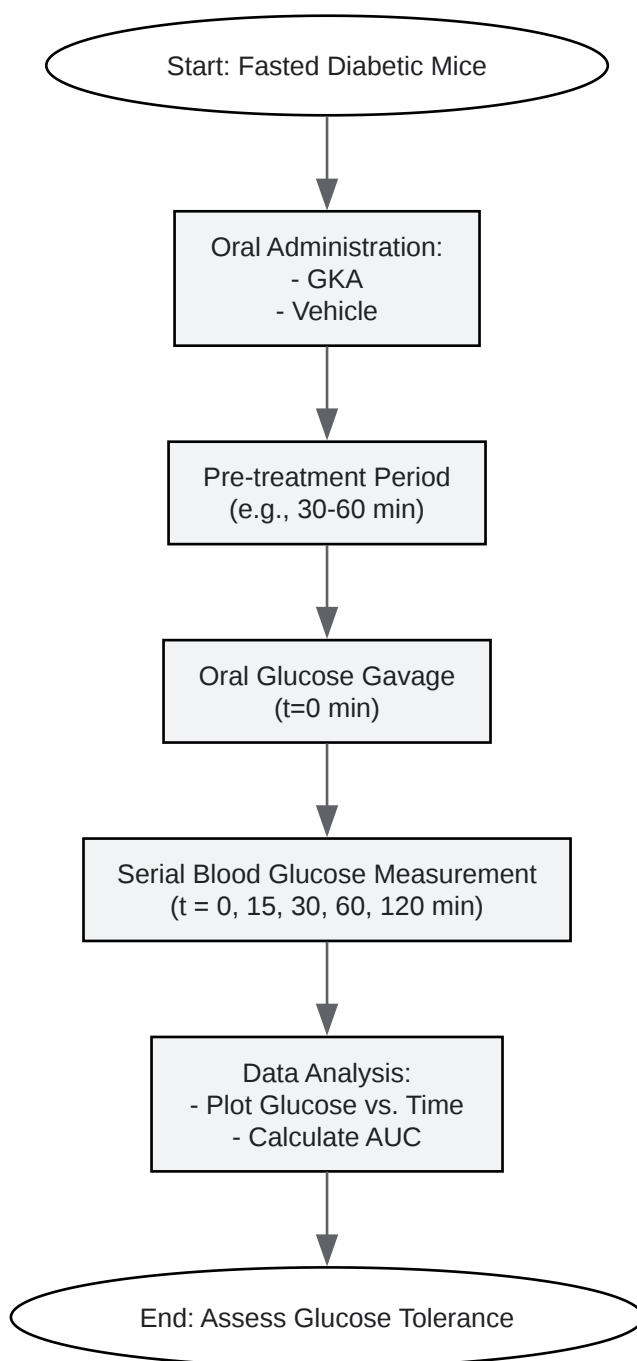 Start: Fasted Diabetic Mice
Oral Administration:
- GKA
- Vehicle
Pre-treatment Period
(e.g., 30-60 min)
Oral Glucose Gavage
(t=0 min)
Serial Blood Glucose Measurement
(t = 0, 15, 30, 60, 120 min)
Data Analysis:
- Plot Glucose vs. Time
- Calculate AUC
End: Assess Glucose Tolerance